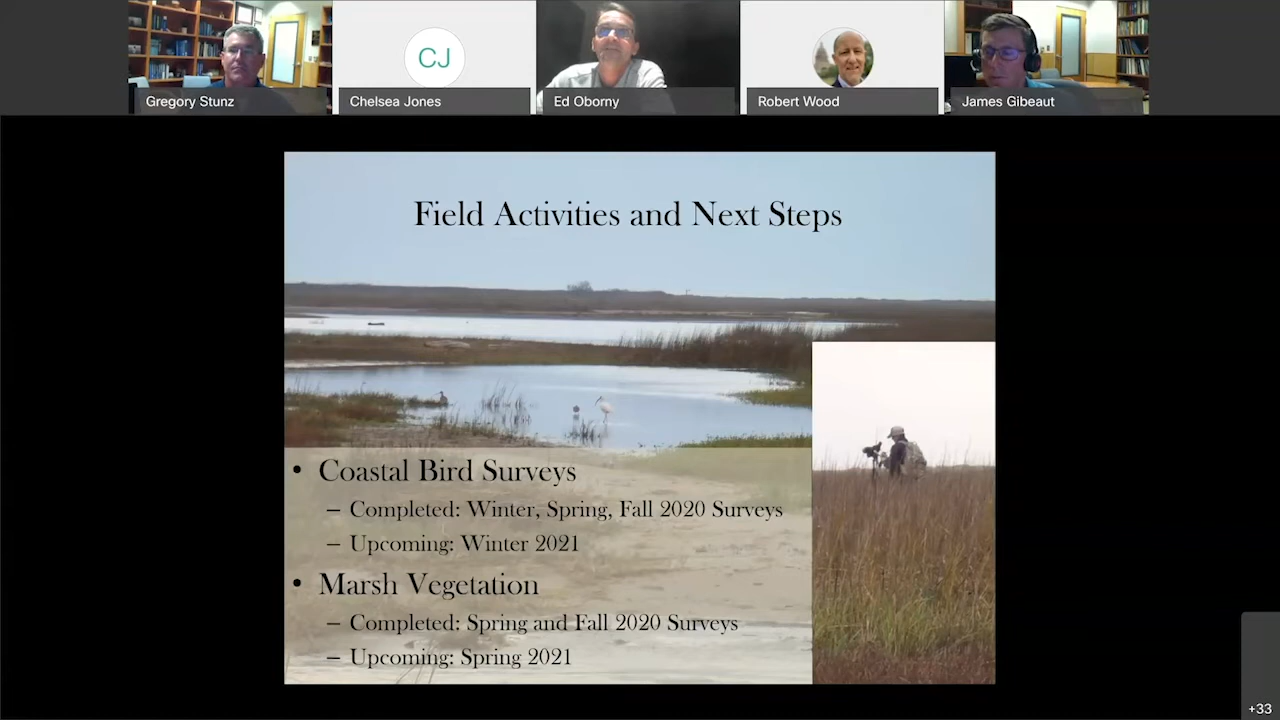 CJ
Gregory Stunz
Chelsea Jones
Ed Oborny
Robert Wood
James Gibeaut
Field Activities and Next Steps
• Coastal Bird Surveys
– Completed: Winter, Spring, Fall 2020 Surveys
– Upcoming: Winter 2021
• Marsh Vegetation
– Completed: Spring and Fall 2020 Surveys
– Upcoming: Spring 2021
+33